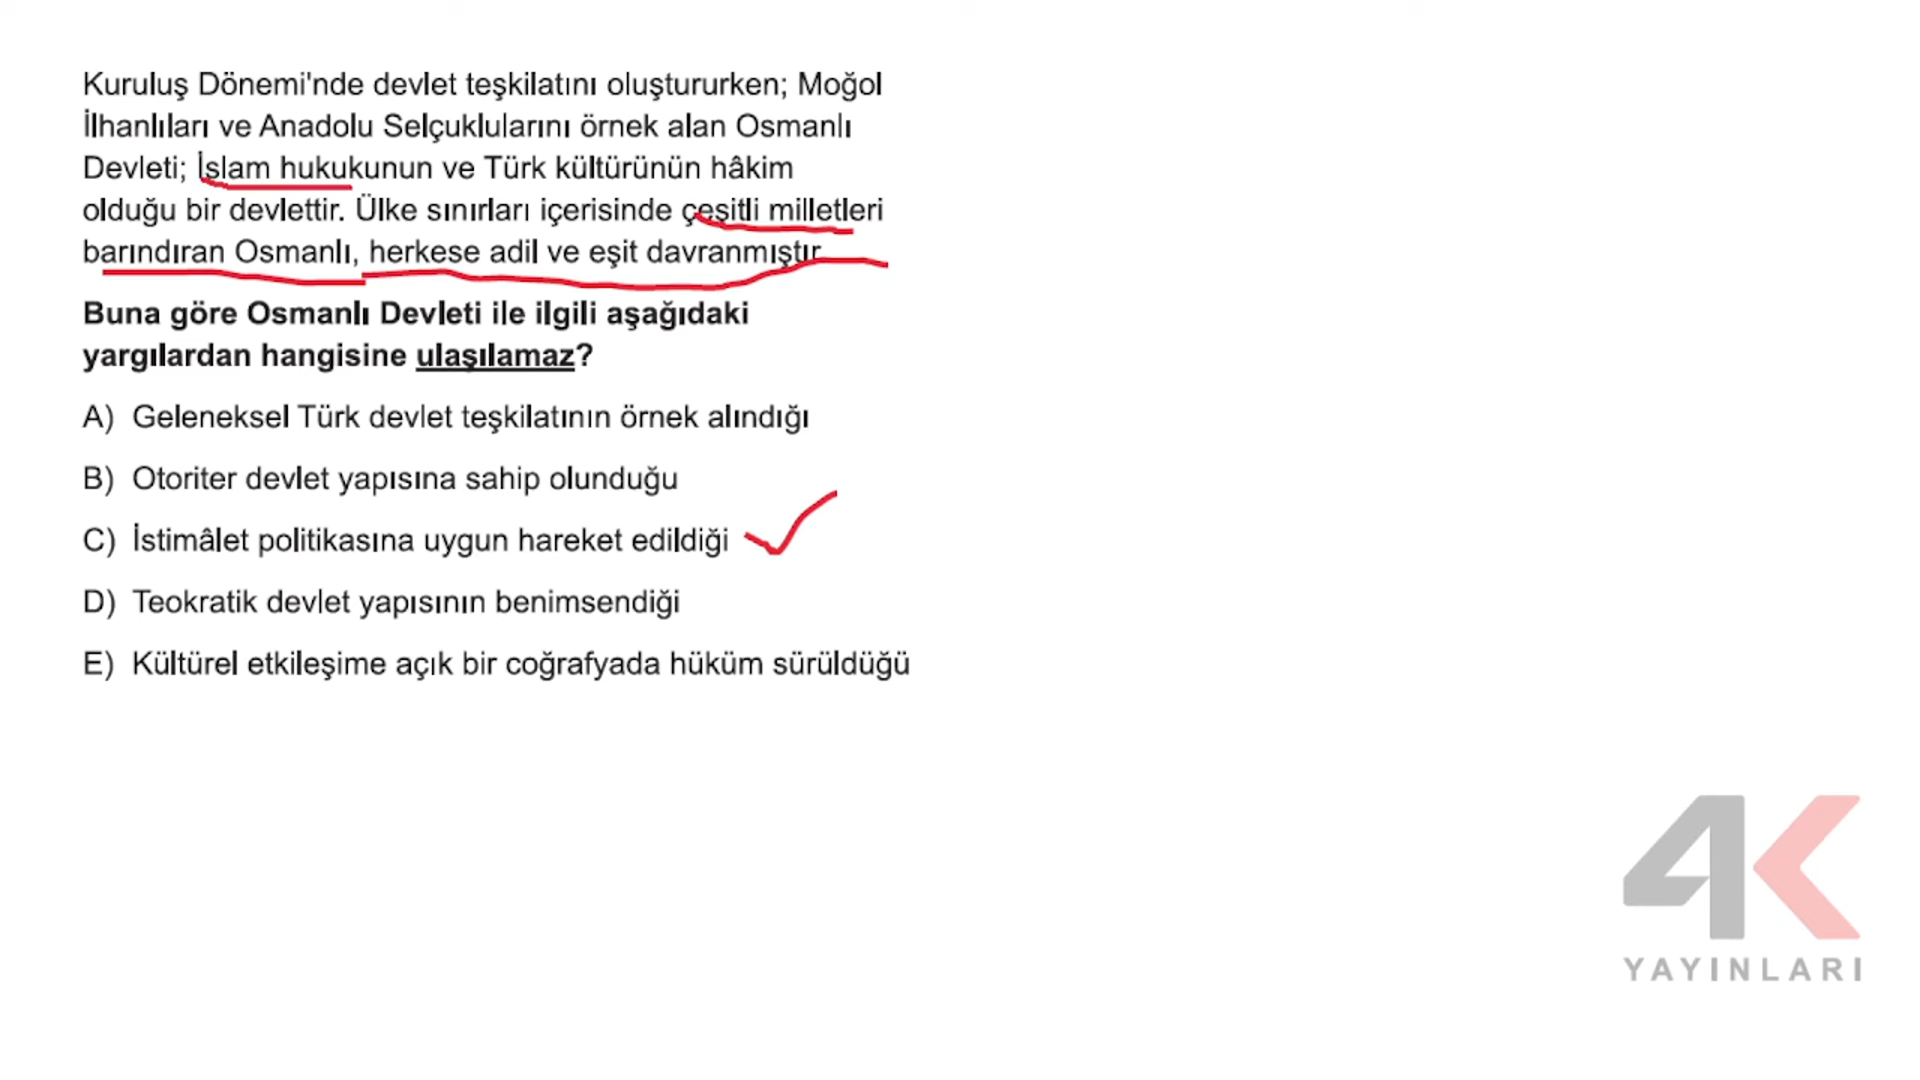 Kuruluş Dönemi'nde devlet teşkilatını oluştururken; Moğol
İlhanlıları ve Anadolu Selçuklularını örnek alan Osmanlı
Devleti; İslam hukukunun ve Türk kültürünün hâkim
olduğu bir devlettir. Ülke sınırları içerisinde çeşitli milletleri
barındıran Osmanlı, herkese adil ve eşit davranmıştır.
Buna göre Osmanlı Devleti ile ilgili aşağıdaki
yargılardan hangisine ulaşılamaz?
A) Geleneksel Türk devlet teşkilatının örnek alındığı
B) Otoriter devlet yapısına sahip olunduğu
C) İstimâlet politikasına uygun hareket edildiği
D) Teokratik devlet yapısının benimsendiği
E) Kültürel etkileşime açık bir coğrafyada hüküm sürüldüğü
4K
YAYINLARI